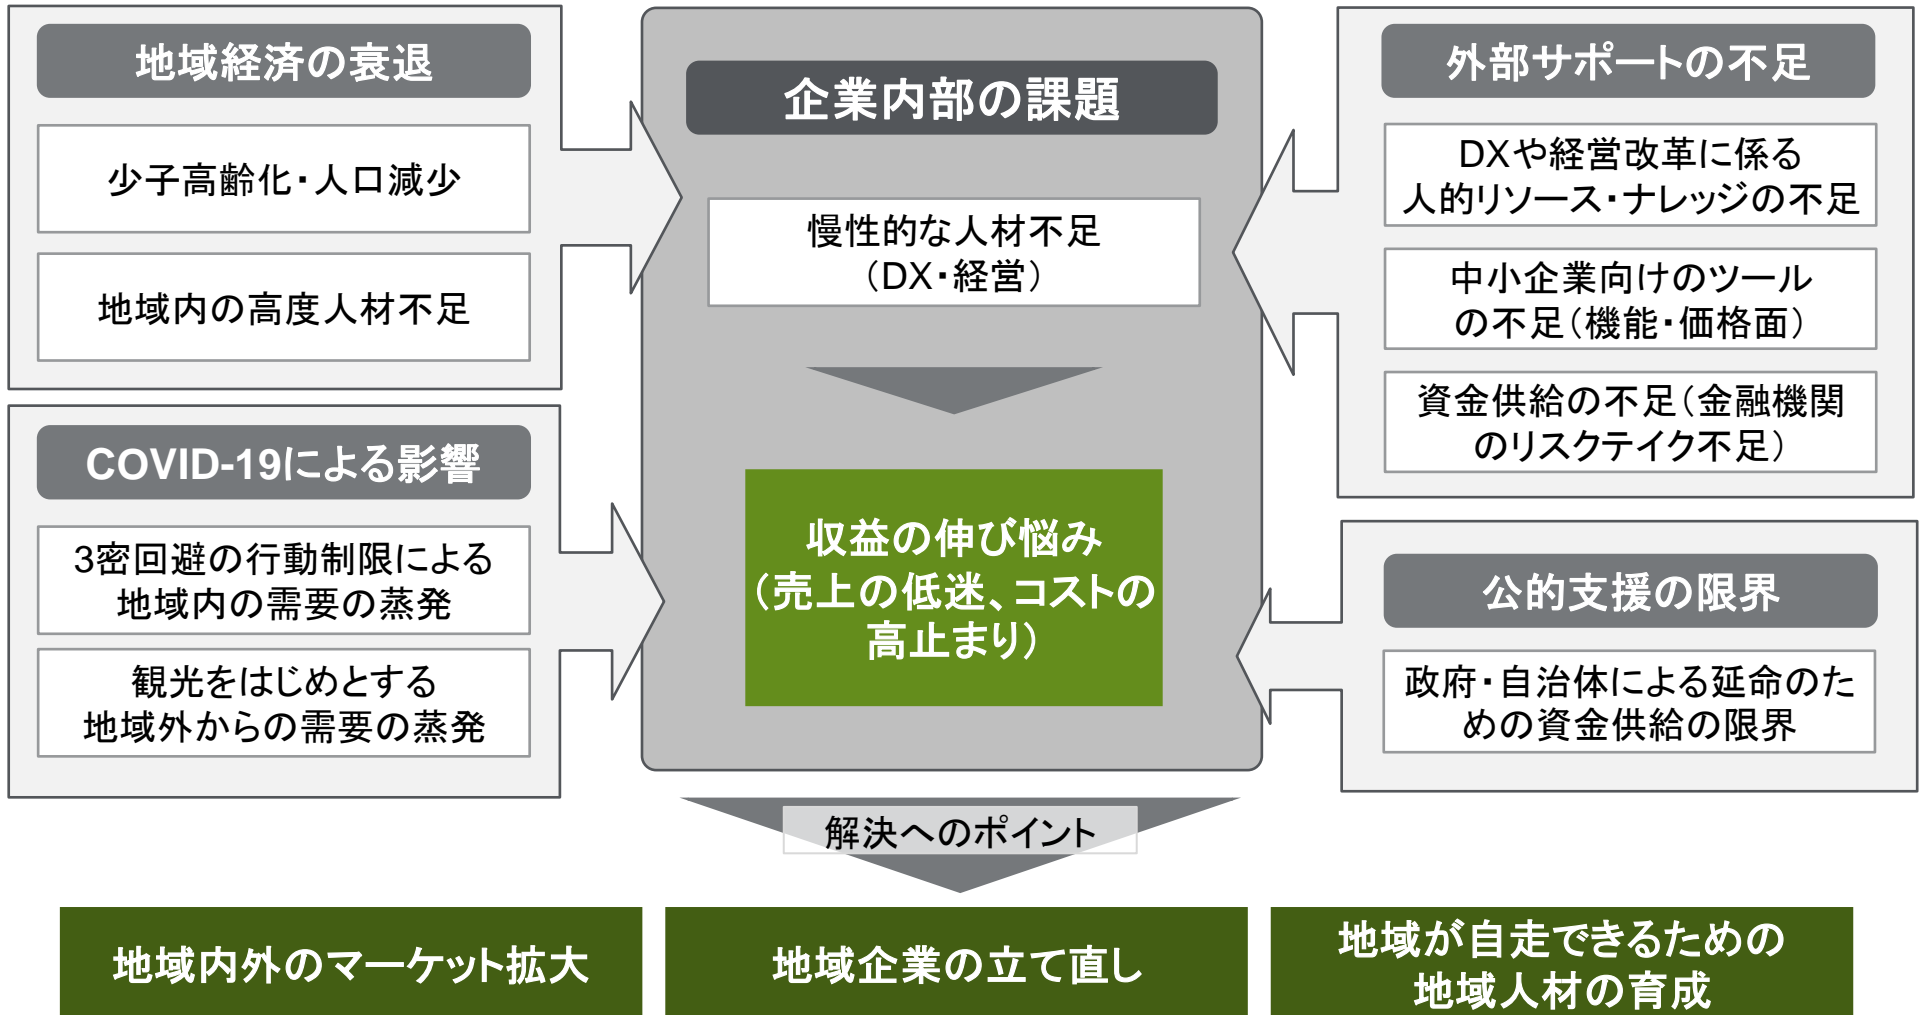 地域経済の衰退
少子高齢化・人口減少
地域内の高度人材不足
COVID-19による影響
3密回避の行動制限による
地域内の需要の蒸発
観光をはじめとする
地域外からの需要の蒸発
企業内部の課題
慢性的な人材不足
（DX・経営）
収益の伸び悩み
（売上の低迷、コストの
高止まり）
外部サポートの不足
DXや経営改革に係る
人的リソース・ナレッジの不足
中小企業向けのツール
の不足（機能・価格面）
資金供給の不足（金融機関
のリスクテイク不足）
公的支援の限界
政府・自治体による延命のた
めの資金供給の限界
解決へのポイント
地域内外のマーケット拡大
地域企業の立て直し
地域が自走できるための
地域人材の育成